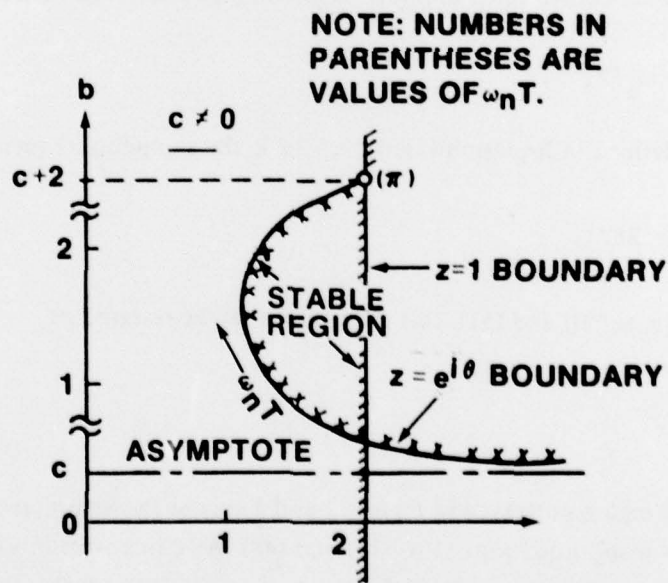 NOTE: NUMBERS IN
PARENTHESES ARE
VALUES OF ωnT.
b
c ≠ 0
c+2
(π)
2
z=1 BOUNDARY
STABLE
REGION
z = e^jθ BOUNDARY
1
ωnT
ASYMPTOTE
c
0
1
2